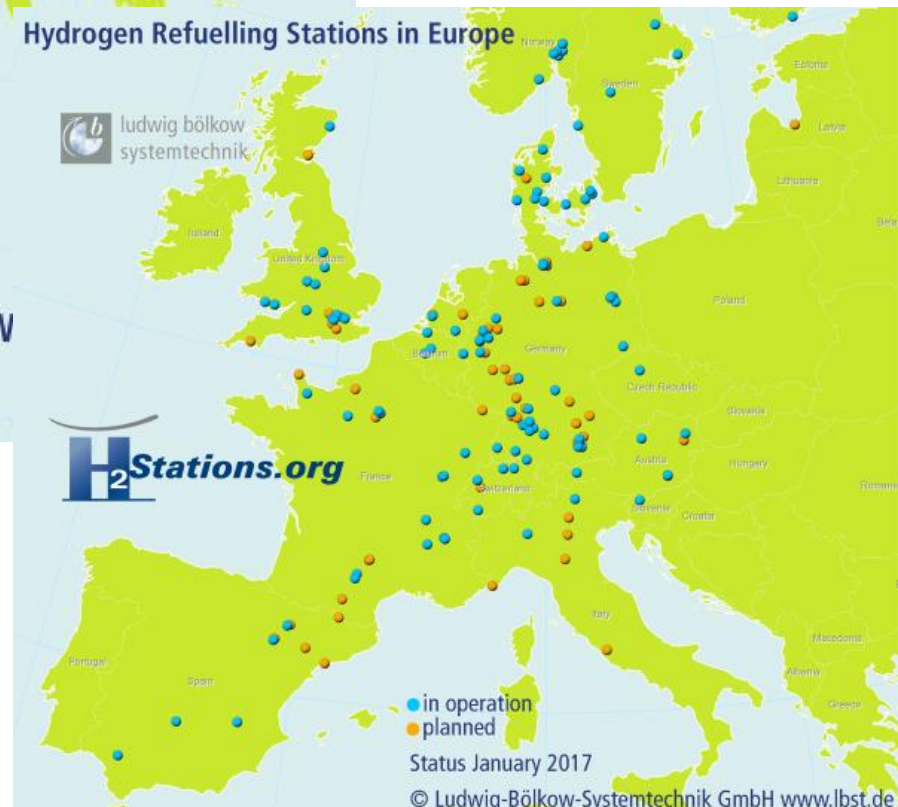 Hydrogen Refuelling Stations in Europe
Norway
Estonia
Sweden
b
ludwig bölkow
systemtechnik
Latvia
Lithuania
Ireland
United Kingdom
Poland
W
Belgium
Germany
Czech Republic
Slovakia
H2Stations.org
France
Austria
Hungary
Switzerland
Slovenia
Croatia
Italy
Portugal
Spain
Macedonia
Albania
Greece
in operation
planned
Status January 2017
© Ludwig-Bölkow-Systemtechnik GmbH www.lbst.de